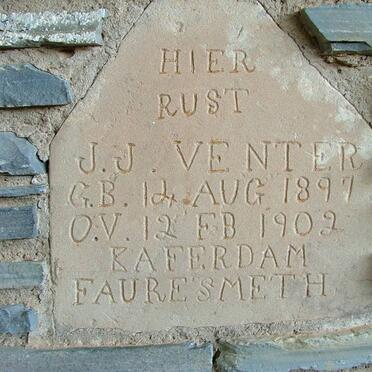 HIER
RUST
J.J. VENTER
G.B. 14 AUG 1897
O.V. 12 FB 1902
KAFERDAM
FAURESMETH